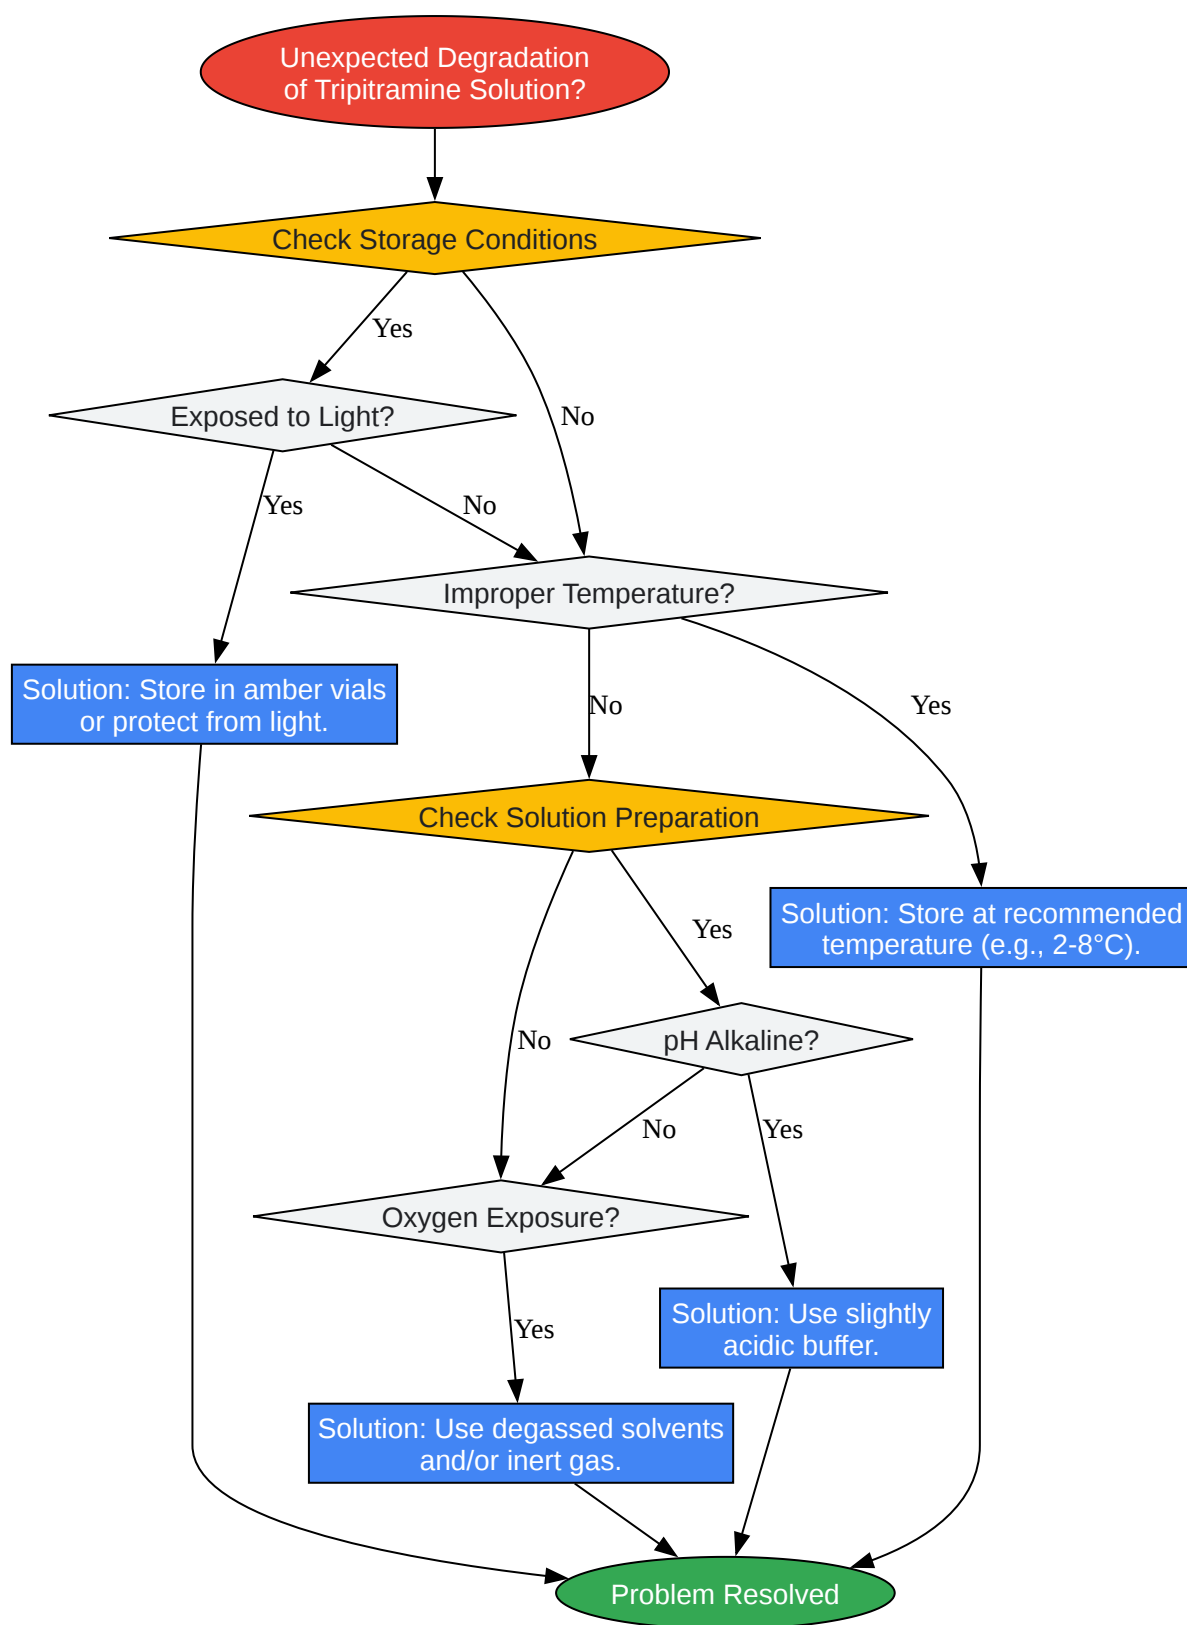 Unexpected Degradation
of Tripitramine Solution?
Check Storage Conditions
Yes
Exposed to Light?
No
Yes
No
Improper Temperature?
Solution: Store in amber vials
or protect from light.
No
Yes
Check Solution Preparation
Solution: Store at recommended
temperature (e.g., 2-8°C).
Yes
No
pH Alkaline?
No
Yes
Oxygen Exposure?
Solution: Use slightly
acidic buffer.
Yes
Solution: Use degassed solvents
and/or inert gas.
Problem Resolved